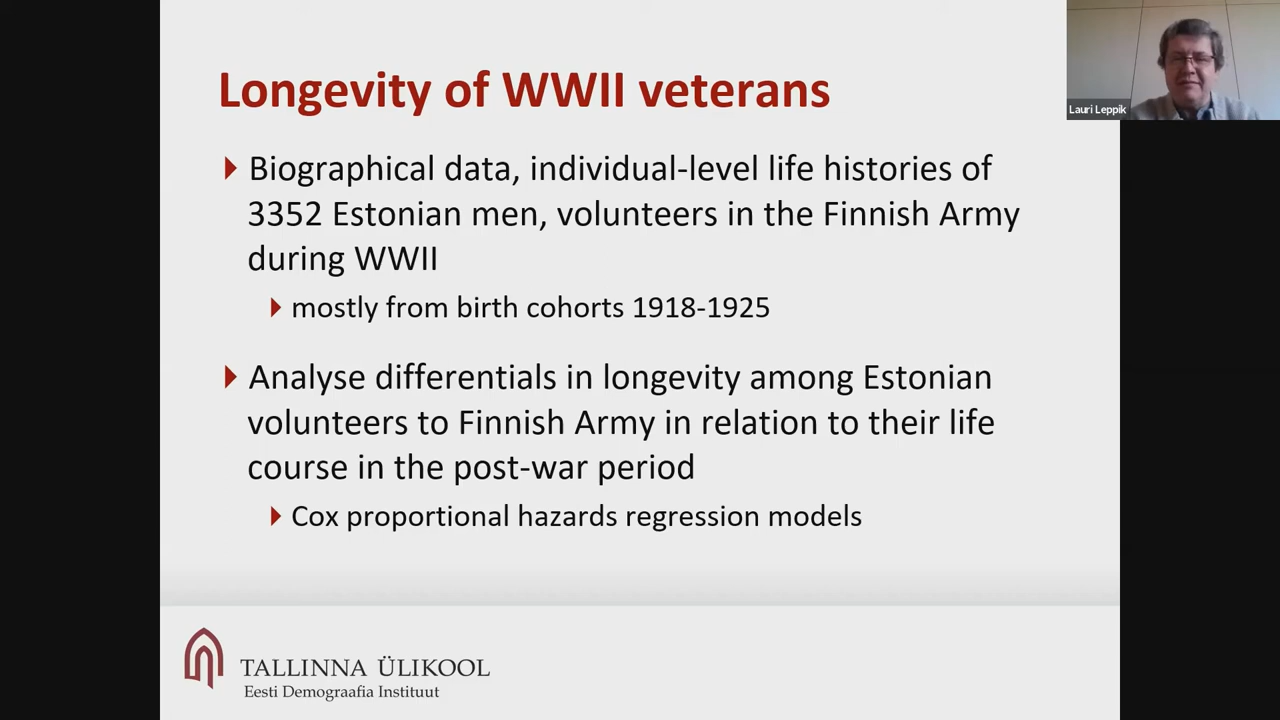 Longevity of WWII veterans
Lauri Leppik
Biographical data, individual-level life histories of
3352 Estonian men, volunteers in the Finnish Army
during WWII
mostly from birth cohorts 1918-1925
Analyse differentials in longevity among Estonian
volunteers to Finnish Army in relation to their life
course in the post-war period
Cox proportional hazards regression models
TALLINNA ÜLIKOOL
Eesti Demograafia Instituut